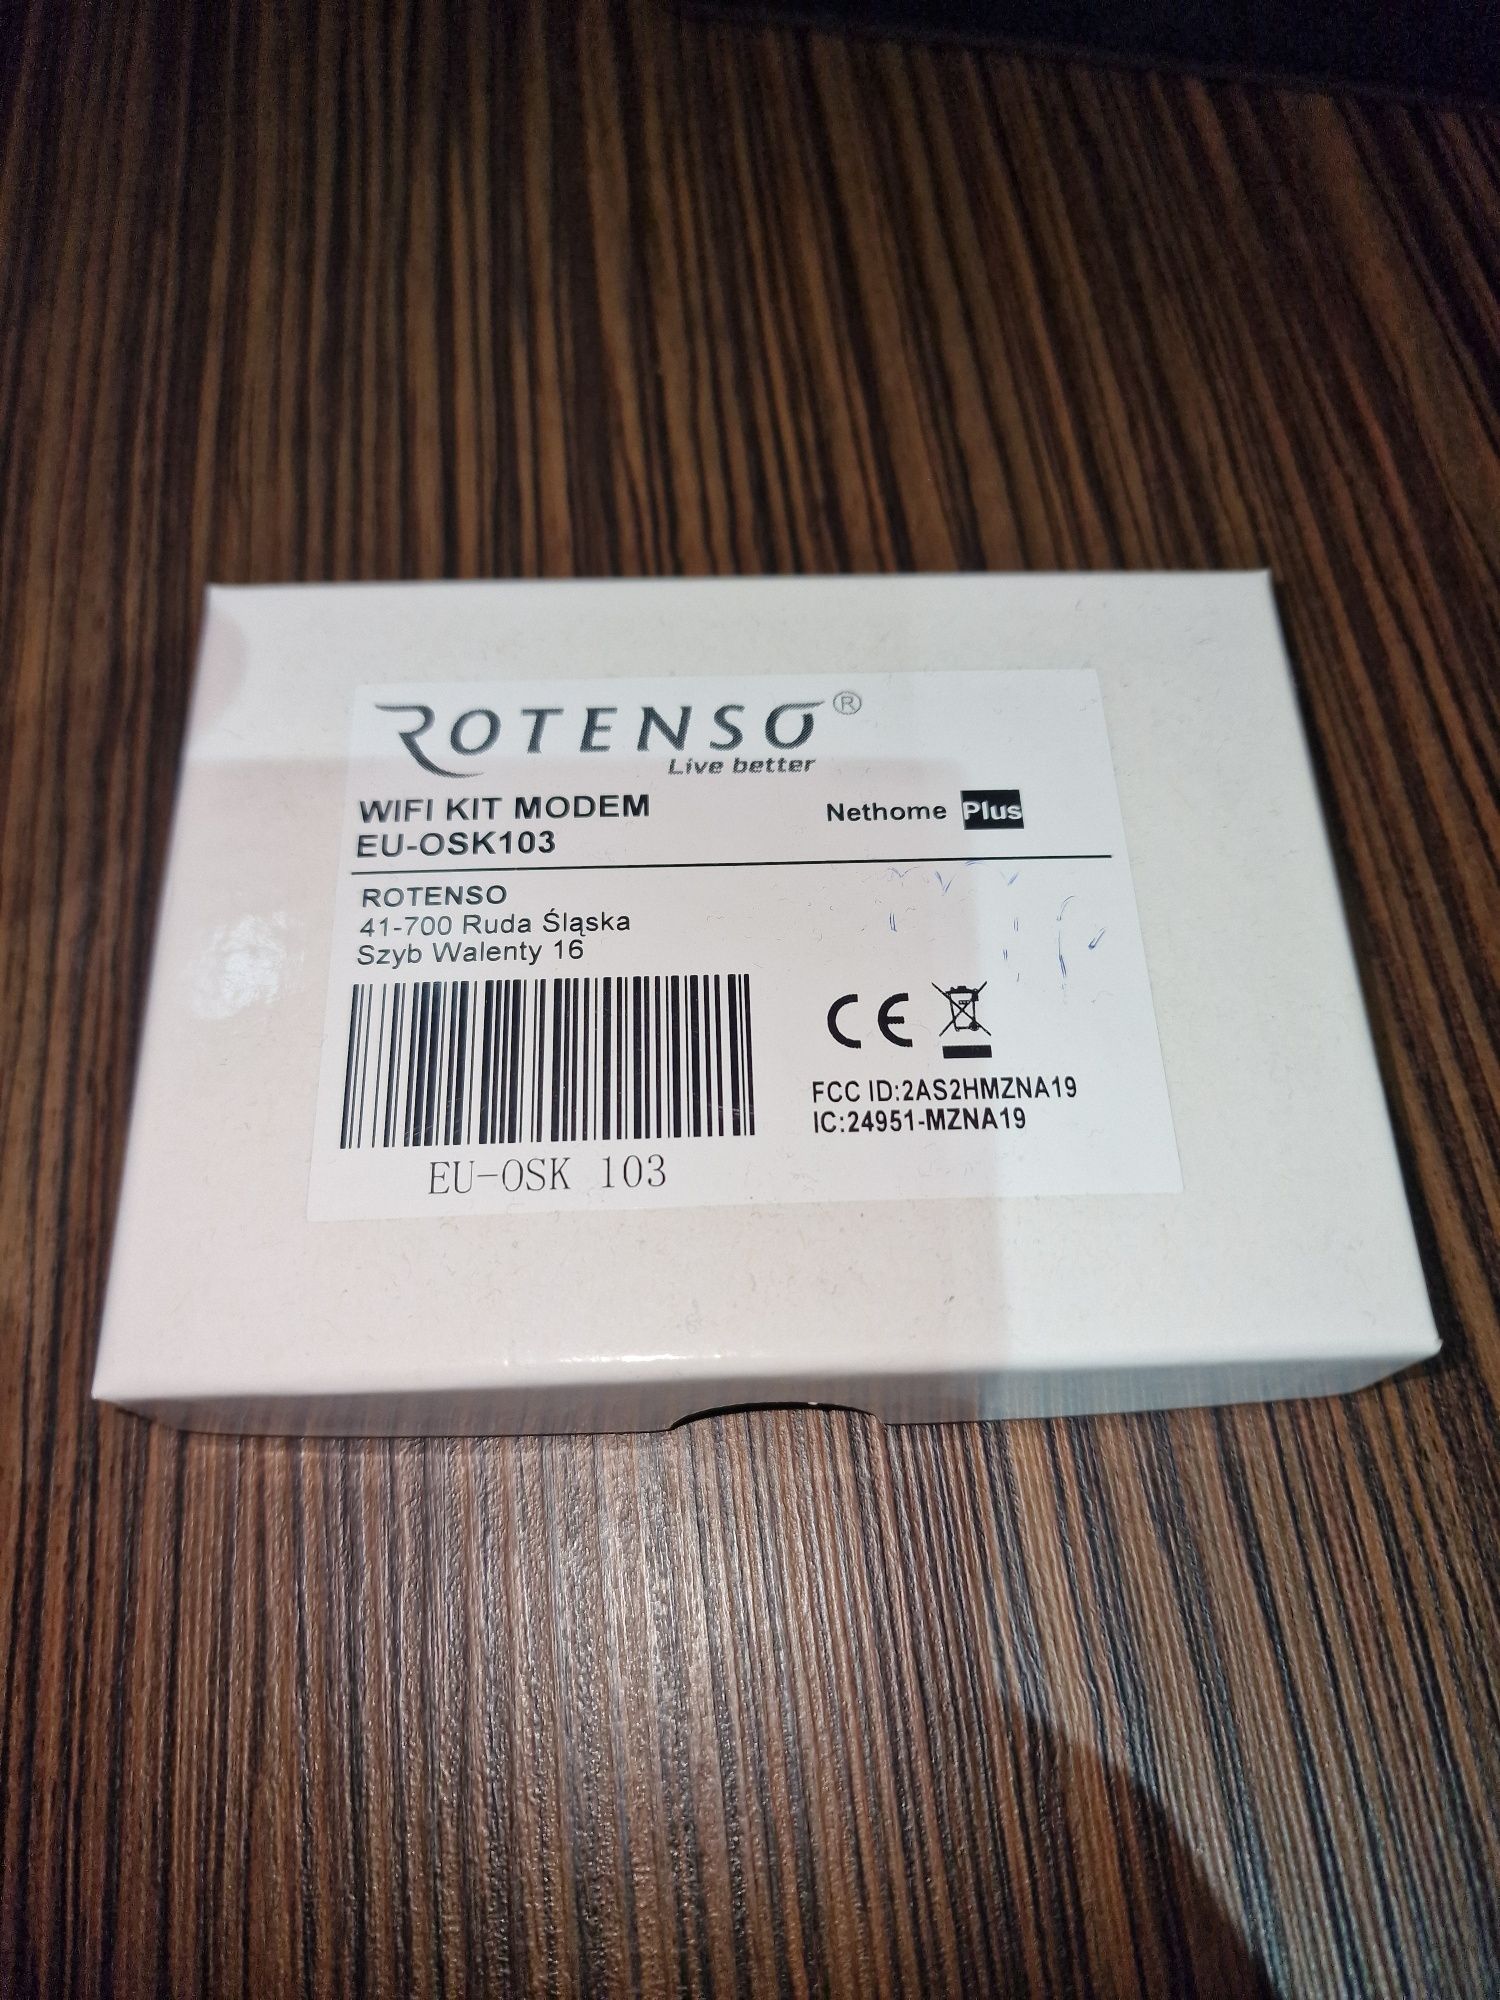 ROTENSO®
Live better
WIFI KIT MODEM
EU-OSK103
Nethome Plus
ROTENSO
41-700 Ruda Śląska
Szyb Walenty 16
CE
FCC ID:2AS2HMZNA19
IC:24951-MZNA19
EU-OSK 103